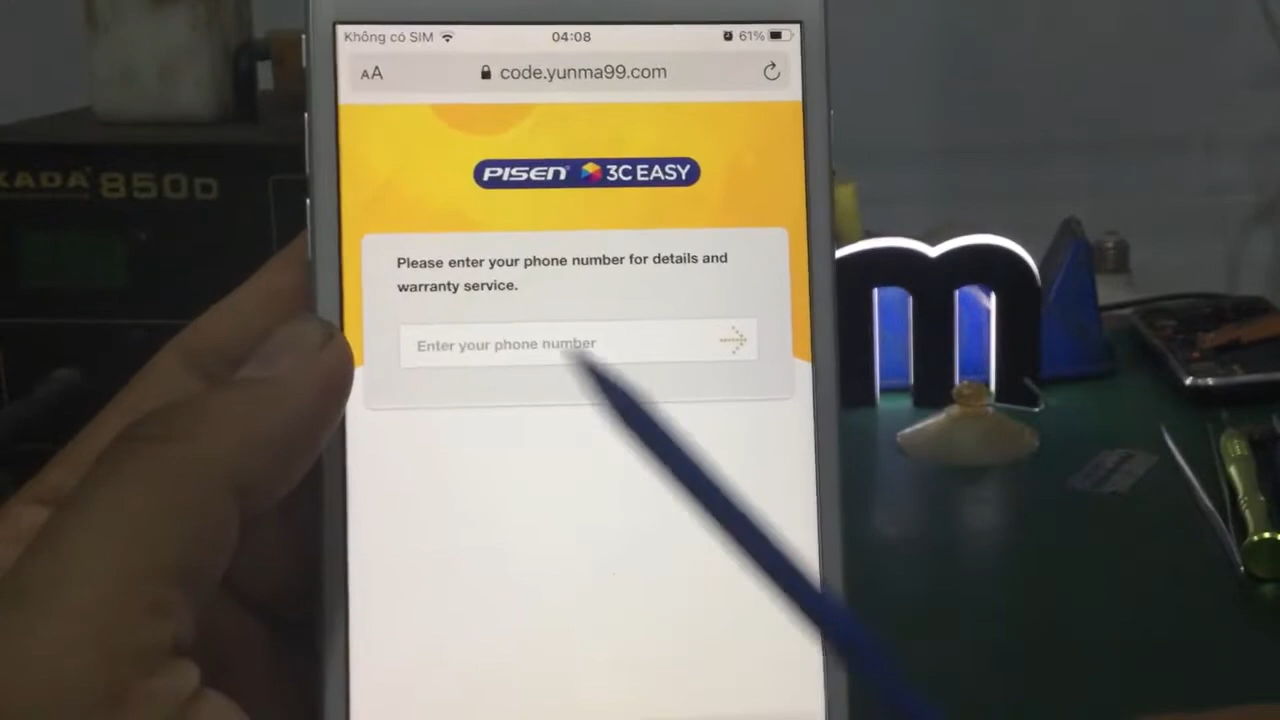 Không có SIM
04:08
61%
AA
code.yunma99.com
PISEN 3C EASY
Please enter your phone number for details and
warranty service.
Enter your phone number
KADA 850D
m